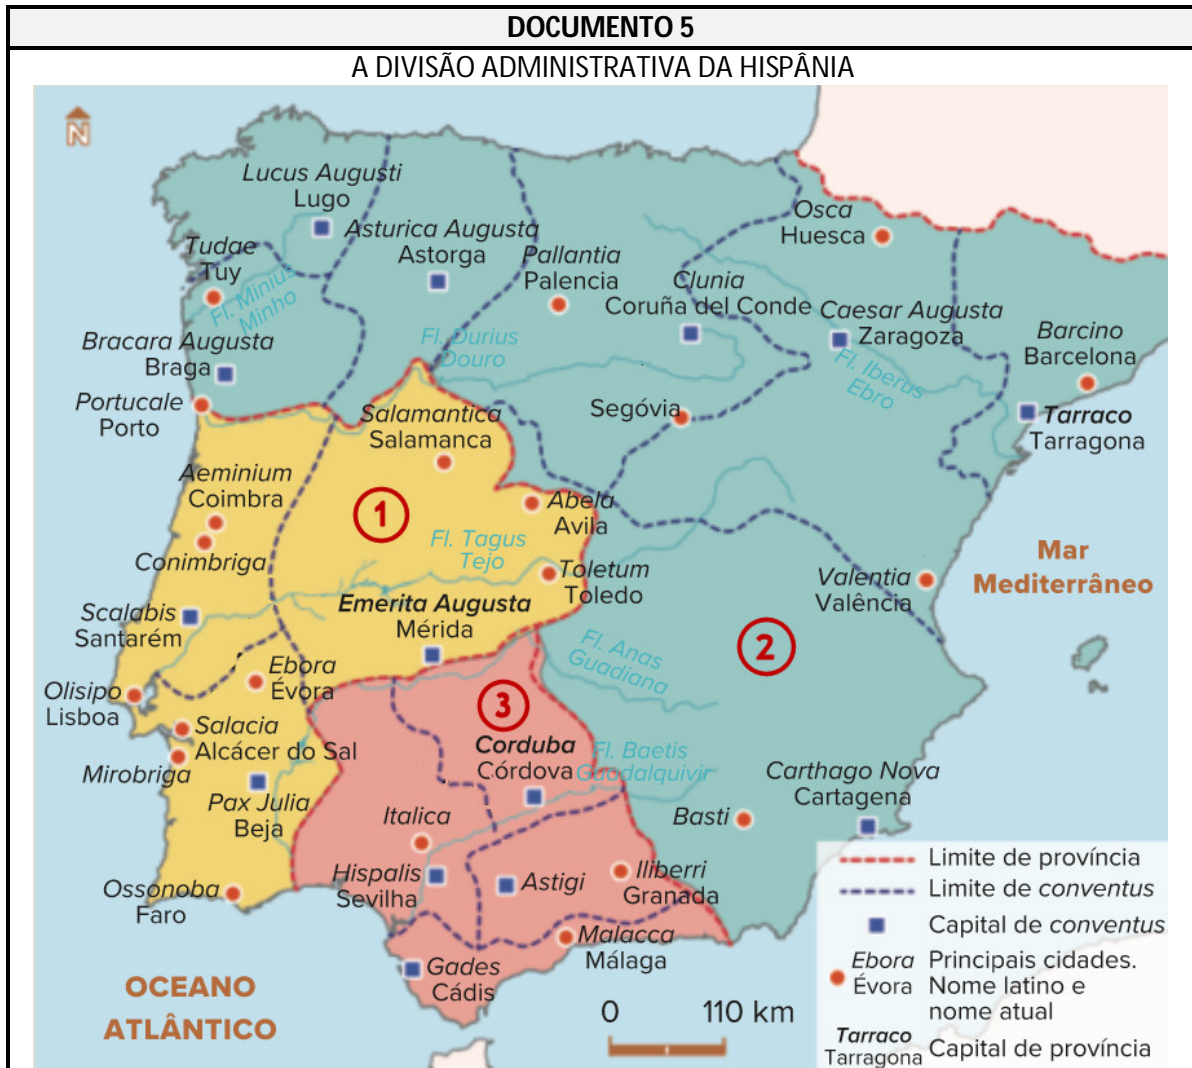 DOCUMENTO 5
A DIVISÃO ADMINISTRATIVA DA HISPÂNIA
N
Lucus Augusti
Lugo
Asturica Augusta
Astorga
Tudae
Tuy
Fl. Minius
Minho
Pallantia
Palencia
Osca
Huesca
Clunia
Coruña del Conde
Caesar Augusta
Zaragoza
Fl. Iberus
Ebro
Barcino
Barcelona
Bracara Augusta
Braga
Fl. Durius
Douro
Portucale
Porto
Salamantica
Salamanca
Segóvia
Tarraco
Tarragona
Aeminium
Coimbra
1
Abela
Avila
Conimbriga
Fl. Tagus
Tejo
Toletum
Toledo
Valentia
Valência
Mar
Mediterrâneo
Scalabis
Santarém
Emerita Augusta
Mérida
2
Fl. Anas
Guadiana
Ebora
Évora
Olisipo
Lisboa
3
Salacia
Alcácer do Sal
Mirobriga
Corduba
Córdova
Fl. Baetis
Guadalquivir
Carthago Nova
Cartagena
Pax Julia
Beja
Italica
Basti
Hispalis
Sevilha
Astigi
Iliberri
Granada
Ossonoba
Faro
Malacca
Málaga
Gades
Cádis
OCEANO
ATLÂNTICO
0 110 km
Limite de província
Limite de conventus
Capital de conventus
Ebora
Évora
Principais cidades.
Nome latino e
nome atual
Tarraco
Tarragona
Capital de província